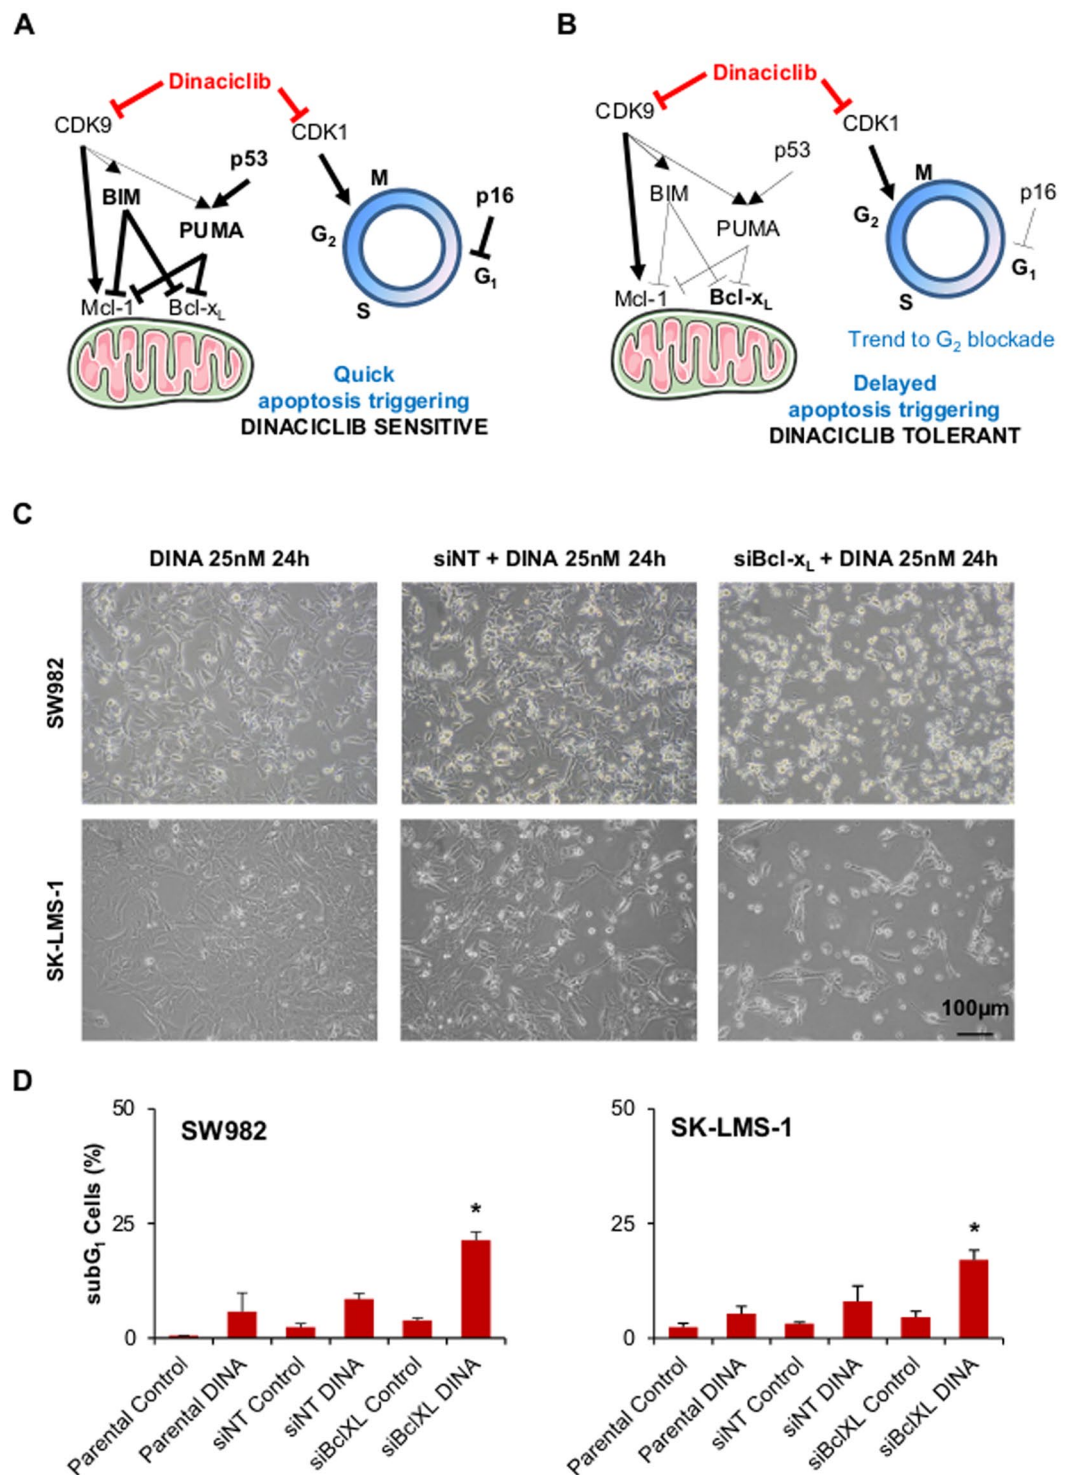 A
Dinaciclib
CDK9
CDK1
p53
BIM
M
p16
PUMA
G2
G1
Mcl-1
Bcl-xL
S
Quick
apoptosis triggering
DINACICLIB SENSITIVE
B
Dinaciclib
CDK9
CDK1
p53
M
BIM
p16
G2
PUMA
G1
Mcl-1
Bcl-xL
S
Trend to G2 blockade
Delayed
apoptosis triggering
DINACICLIB TOLERANT
C
DINA 25nM 24h
siNT + DINA 25nM 24h
siBcl-xL + DINA 25nM 24h
SW982
SK-LMS-1
100µm
D
50
25
0
subG1 Cells (%)
SW982
*
Parental Control
Parental DINA
siNT Control
siNT DINA
siBclXL Control
siBclXL DINA
50
25
0
SK-LMS-1
*
Parental Control
Parental DINA
siNT Control
siNT DINA
siBclXL Control
siBclXL DINA